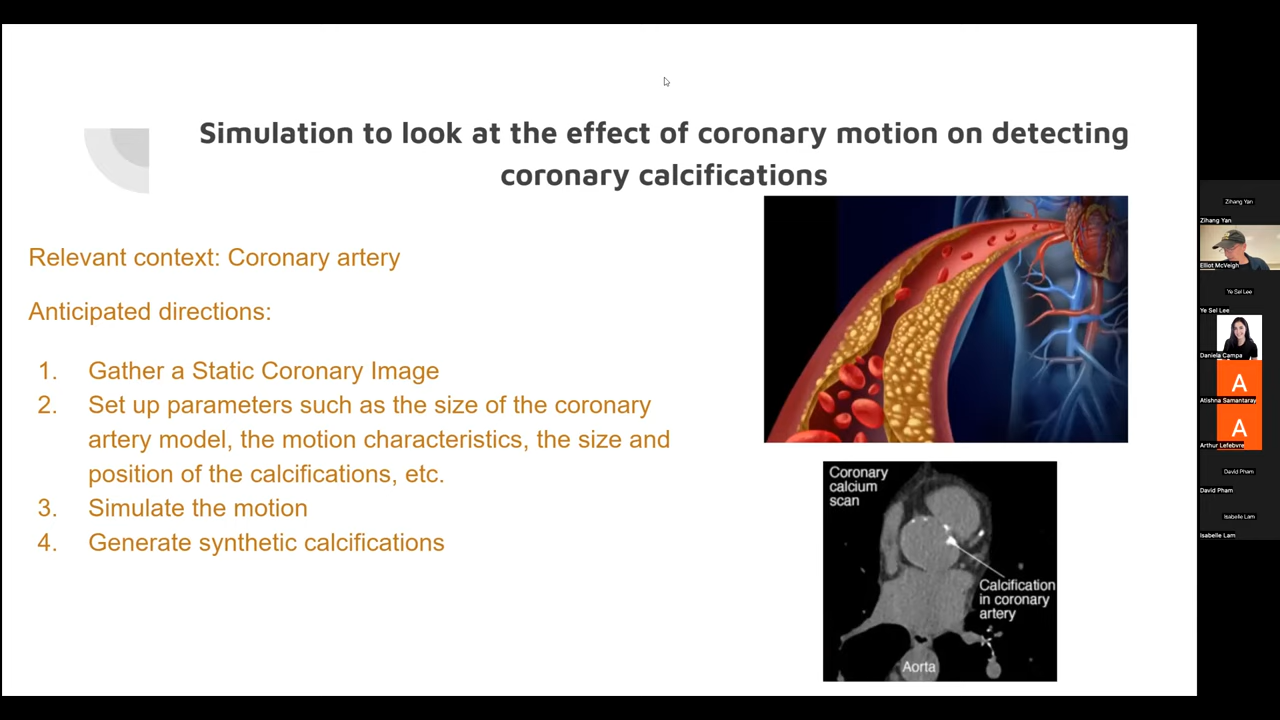 Simulation to look at the effect of coronary motion on detecting
coronary calcifications
Relevant context: Coronary artery
Anticipated directions:
1. Gather a Static Coronary Image
2. Set up parameters such as the size of the coronary
artery model, the motion characteristics, the size and
position of the calcifications, etc.
3. Simulate the motion
4. Generate synthetic calcifications
Coronary
calcium
scan
Calcification
in coronary
artery
Aorta
Zihang Yan
Zihang Yan
Elliot McVeigh
Ye Sel Lee
Ye Sel Lee
Daniela Campa
A
Atishna Samantaray
A
Arthur Lefebvre
David Pham
David Pham
Isabelle Lam
Isabelle Lam